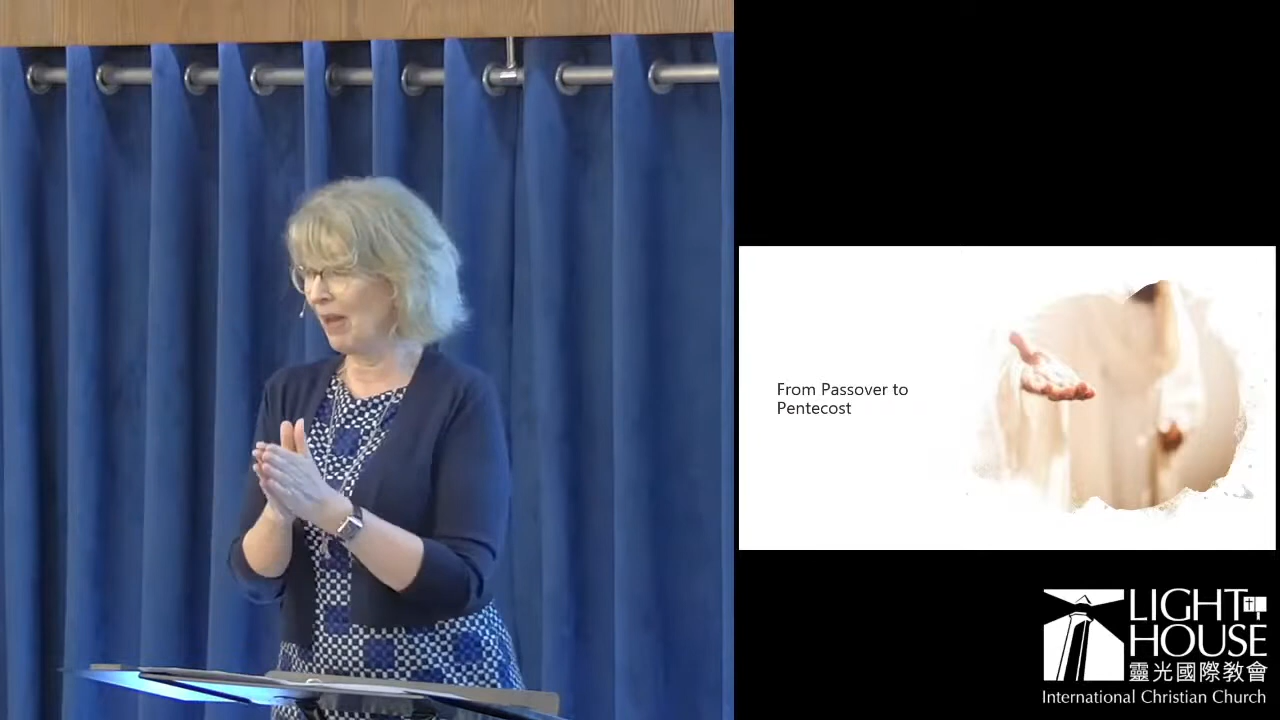 From Passover to
Pentecost
LIGHT
HOUSE
靈光國際教會
International Christian Church